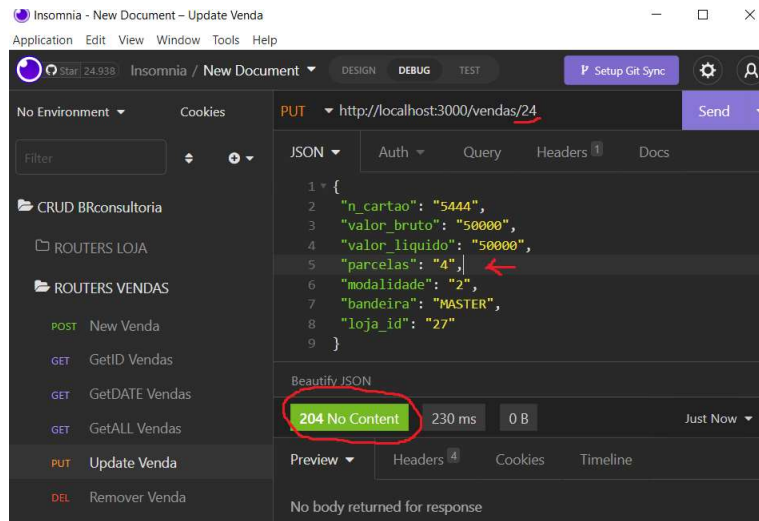 Insomnia - New Document – Update Venda
Application Edit View Window Tools Help
Star 24.938 Insomnia / New Document DESIGN DEBUG TEST Setup Git Sync
No Environment Cookies
PUT http://localhost:3000/vendas/24 Send
Filter
JSON Auth Query Headers 1 Docs
1 {
2 "n_cartao": "5444",
3 "valor_bruto": "50000",
4 "valor_liquido": "50000",
5 "parcelas": "4",
6 "modalidade": "2",
7 "bandeira": "MASTER",
8 "loja_id": "27"
9 }
CRUD BRconsultoria
ROUTERS LOJA
ROUTERS VENDAS
POST New Venda
GET GetID Vendas
GET GetDATE Vendas
GET GetALL Vendas
PUT Update Venda
DEL Remover Venda
Beautify JSON
204 No Content 230 ms 0 B Just Now
Preview Headers 4 Cookies Timeline
No body returned for response